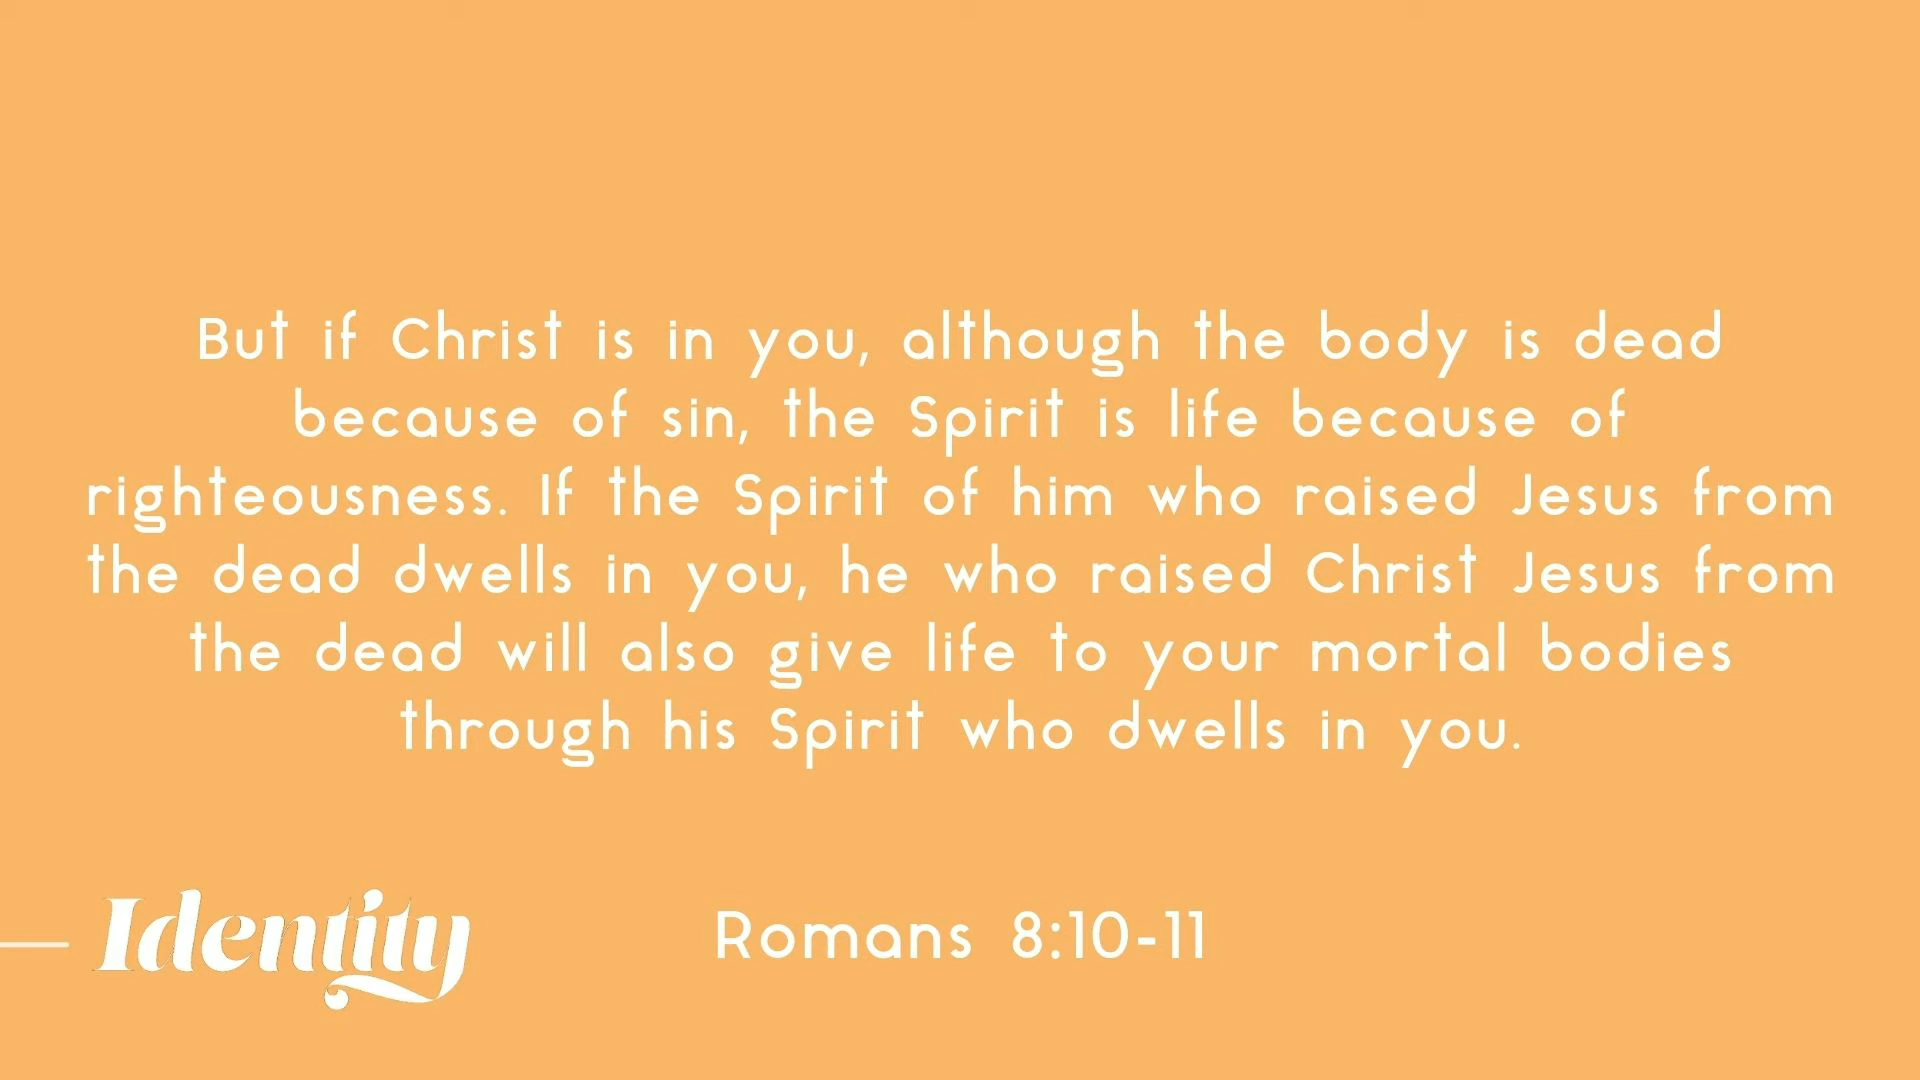 But if Christ is in you, although the body is dead
because of sin, the Spirit is life because of
righteousness. If the Spirit of him who raised Jesus from
the dead dwells in you, he who raised Christ Jesus from
the dead will also give life to your mortal bodies
through his Spirit who dwells in you.
Identity
Romans 8:10-11